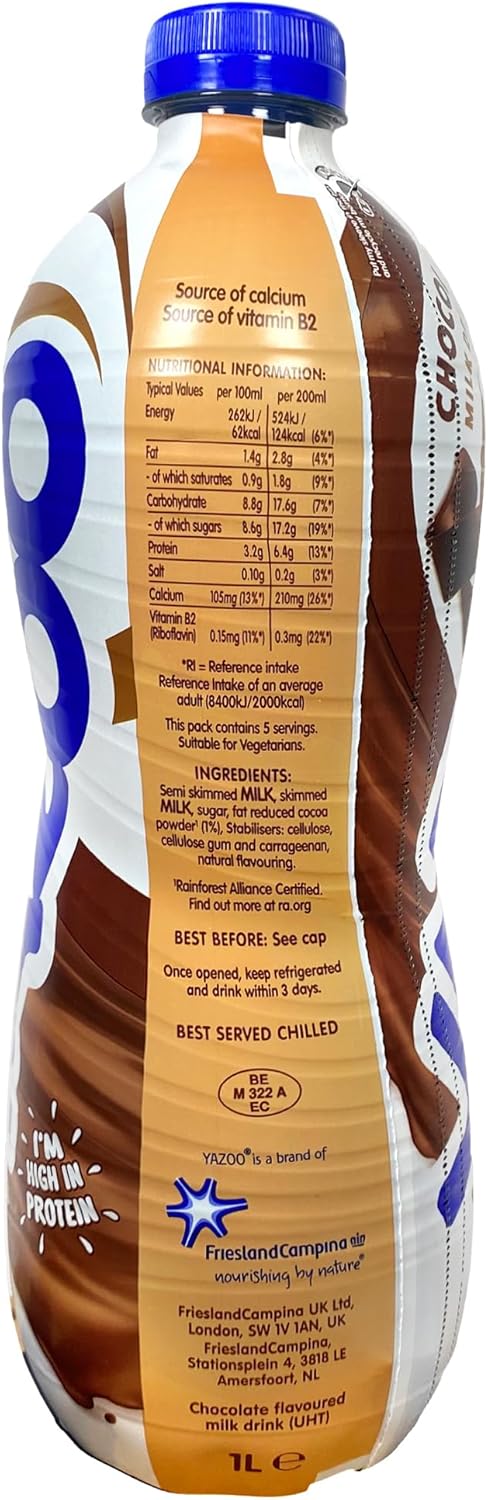 Source of calcium
Source of vitamin B2
NUTRITIONAL INFORMATION:
Typical Values per 100ml per 200ml
Energy 262kJ / 524kJ /
62kcal 124kcal (6%*)
Fat 1.4g 2.8g (4%*)
- of which saturates 0.9g 1.8g (9%*)
Carbohydrate 8.8g 17.6g (7%*)
- of which sugars 8.6g 17.2g (19%*)
Protein 3.2g 6.4g (13%*)
Salt 0.10g 0.2g (3%*)
Calcium 105mg (13%*) 210mg (26%*)
Vitamin B2
(Riboflavin) 0.15mg (11%*) 0.3mg (22%*)
*RI = Reference intake
Reference Intake of an average
adult (8400kJ/2000kcal)
This pack contains 5 servings.
Suitable for Vegetarians.
INGREDIENTS:
Semi skimmed MILK, skimmed
MILK, sugar, fat reduced cocoa
powder¹ (1%), Stabilisers: cellulose,
cellulose gum and carrageenan,
natural flavouring.
¹Rainforest Alliance Certified.
Find out more at ra.org
BEST BEFORE: See cap
Once opened, keep refrigerated
and drink within 3 days.
BEST SERVED CHILLED
BE
M 322 A
EC
YAZOO® is a brand of
FrieslandCampina
nourishing by nature®
FrieslandCampina UK Ltd,
London, SW 1V 1AN, UK
FrieslandCampina,
Stationsplein 4, 3818 LE
Amersfoort, NL
Chocolate flavoured
milk drink (UHT)
1L e
I'M
HIGH IN
PROTEIN
CHOCO
MILK
Put my sleeve
and recycle